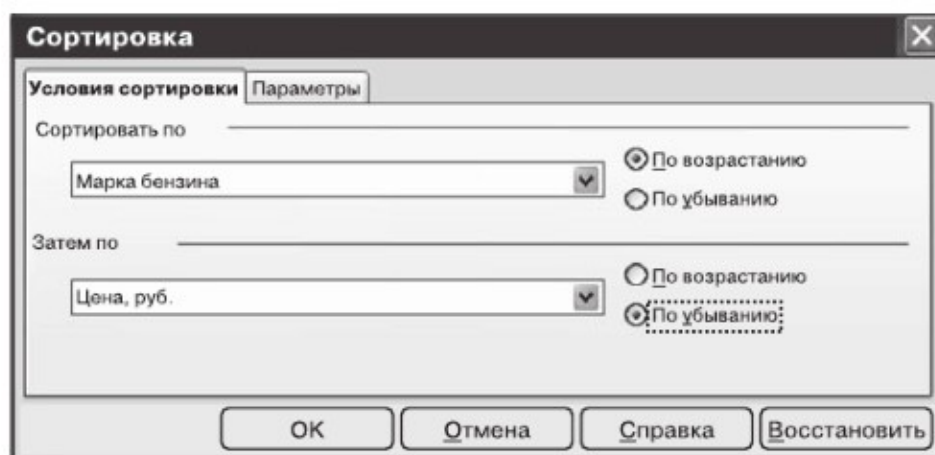 Сортировка
Условия сортировки Параметры
Сортировать по
Марка бензина
По возрастанию
По убыванию
Затем по
Цена, руб.
По возрастанию
По убыванию
ОК Отмена Справка Восстановить